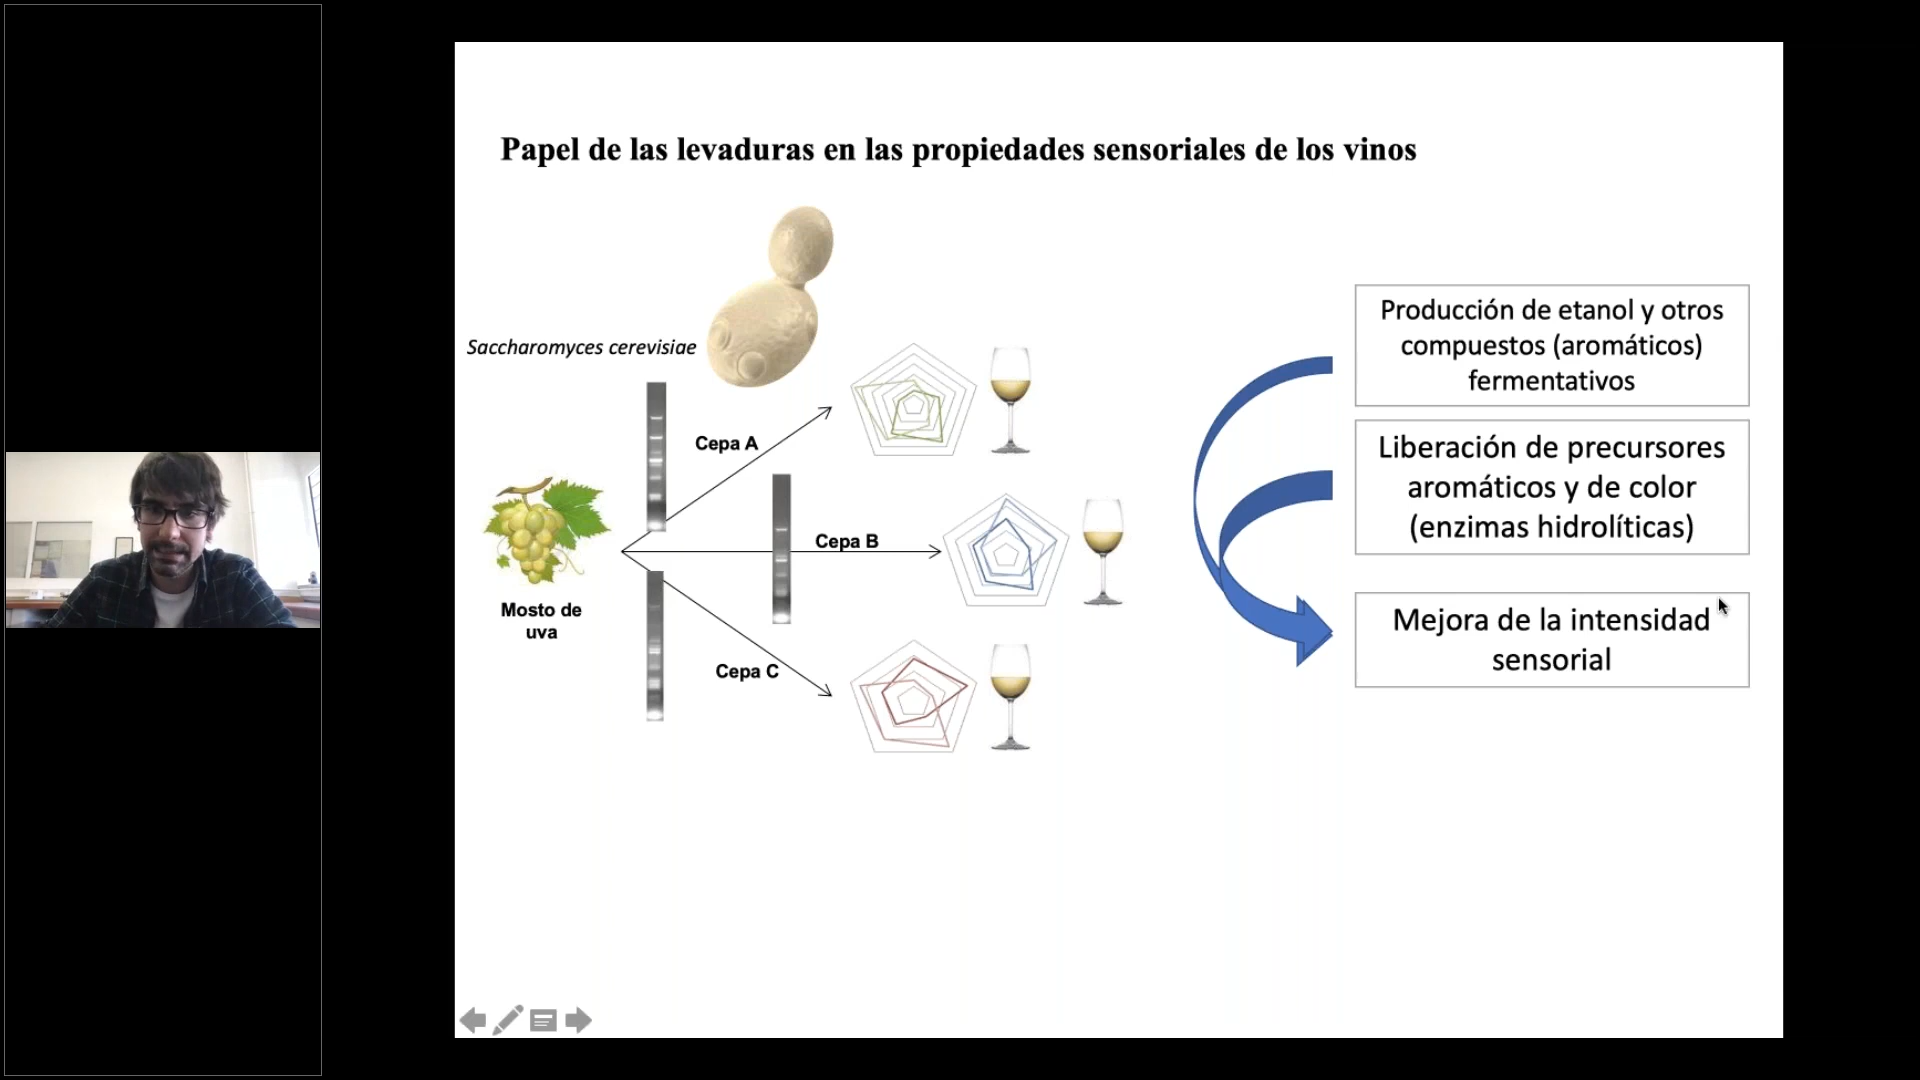 Papel de las levaduras en las propiedades sensoriales de los vinos
Saccharomyces cerevisiae
Cepa A
Cepa B
Cepa C
Mosto de
uva
Producción de etanol y otros
compuestos (aromáticos)
fermentativos
Liberación de precursores
aromáticos y de color
(enzimas hidrolíticas)
Mejora de la intensidad
sensorial